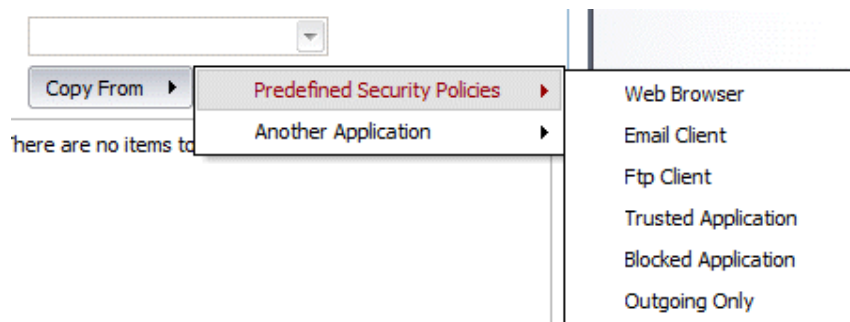 Copy From
Predefined Security Policies
Another Application
here are no items to
Web Browser
Email Client
Ftp Client
Trusted Application
Blocked Application
Outgoing Only